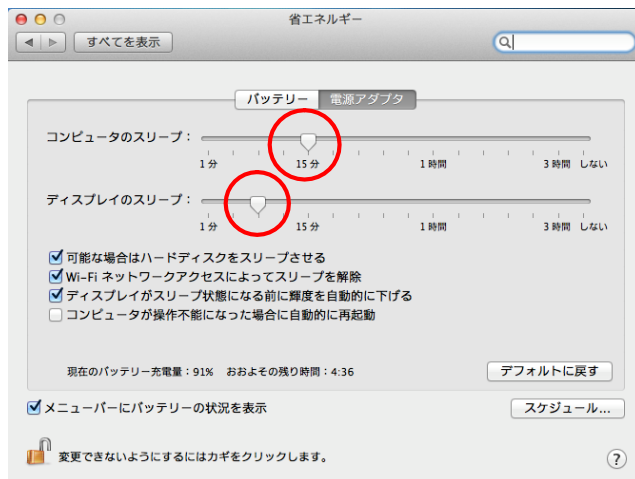 省エネルギー
すべてを表示
バッテリー 電源アダプタ
コンピュータのスリープ：
1分 15分 1時間 3時間 しない
ディスプレイのスリープ：
1分 15分 1時間 3時間 しない
可能な場合はハードディスクをスリープさせる
Wi-Fi ネットワークアクセスによってスリープを解除
ディスプレイがスリープ状態になる前に輝度を自動的に下げる
コンピュータが操作不能になった場合に自動的に再起動
現在のバッテリー充電量：91% おおよその残り時間：4:36
デフォルトに戻す
メニューバーにバッテリーの状況を表示
スケジュール...
変更できないようにするにはカギをクリックします。
?